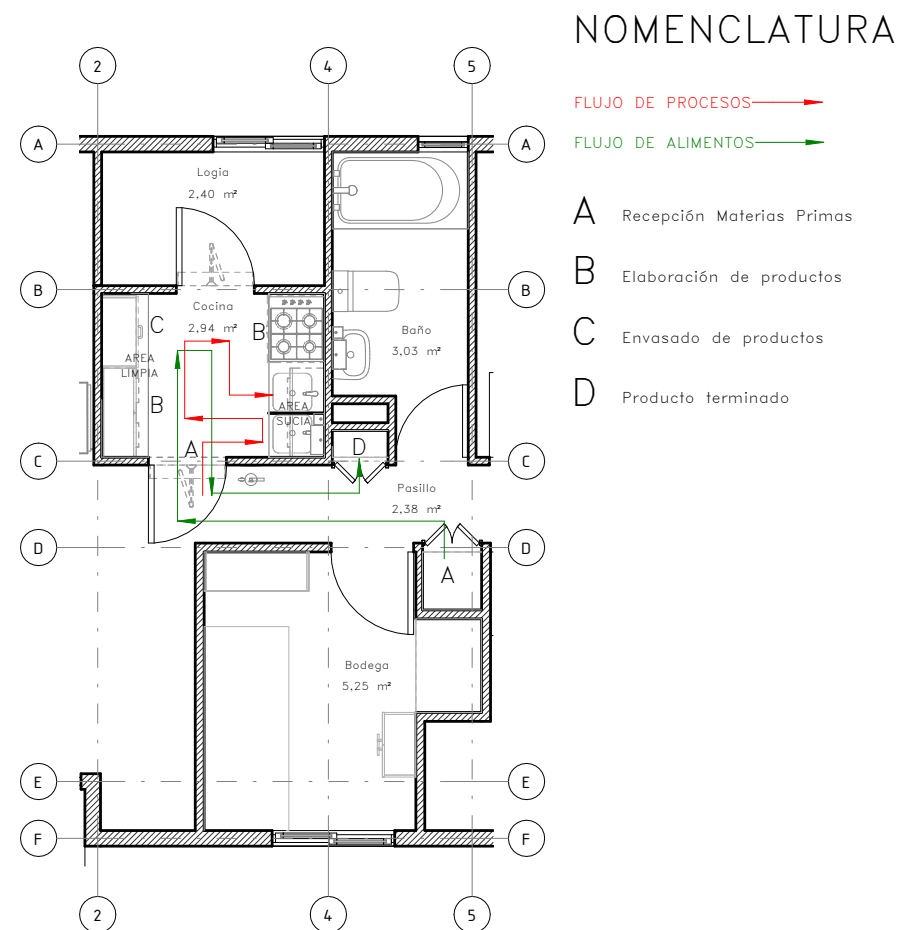 NOMENCLATURA
FLUJO DE PROCESOS
FLUJO DE ALIMENTOS
A Recepción Materias Primas
B Elaboración de productos
C Envasado de productos
D Producto terminado
2 4 5
A A
Logia
2,40 m²
B B
Cocina
2,94 m²
C
B
Baño
3,03 m²
AREA
LIMPIA
B
AREA
SUCIA
A
D
C C
Pasillo
2,38 m²
D D
A
Bodega
5,25 m²
E E
F F
2 4 5